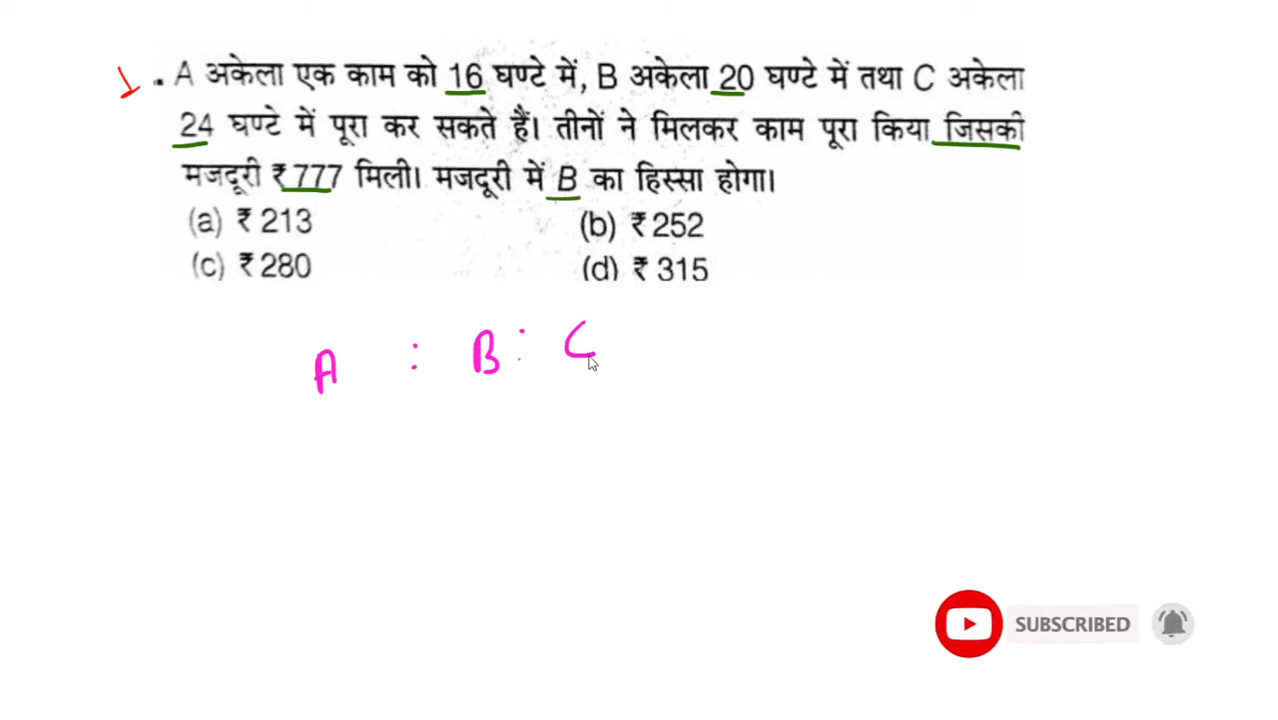 1. A अकेला एक काम को 16 घण्टे में, B अकेला 20 घण्टे में तथा C अकेला
24 घण्टे में पूरा कर सकते हैं। तीनों ने मिलकर काम पूरा किया जिसकी
मजदूरी ₹ 777 मिली। मजदूरी में B का हिस्सा होगा।
(a) ₹ 213 (b) ₹ 252
(c) ₹ 280 (d) ₹ 315
A : B : C
SUBSCRIBED